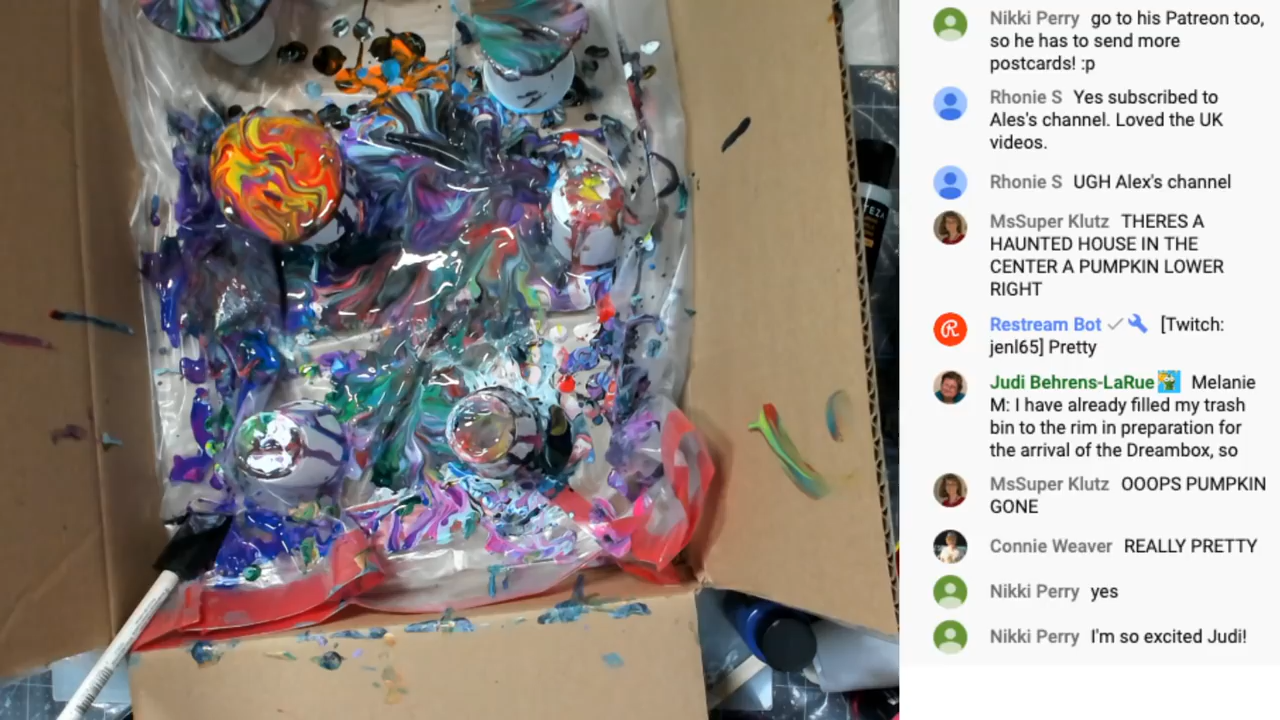 Nikki Perry go to his Patreon too,
so he has to send more
postcards! :p
Rhonie S Yes subscribed to
Ales's channel. Loved the UK
videos.
Rhonie S UGH Alex's channel
MsSuper Klutz THERES A
HAUNTED HOUSE IN THE
CENTER A PUMPKIN LOWER
RIGHT
Restream Bot [Twitch:
jenl65] Pretty
Judi Behrens-LaRue Melanie
M: I have already filled my trash
bin to the rim in preparation for
the arrival of the Dreambox, so
MsSuper Klutz OOOPS PUMPKIN
GONE
Connie Weaver REALLY PRETTY
Nikki Perry yes
Nikki Perry I'm so excited Judi!